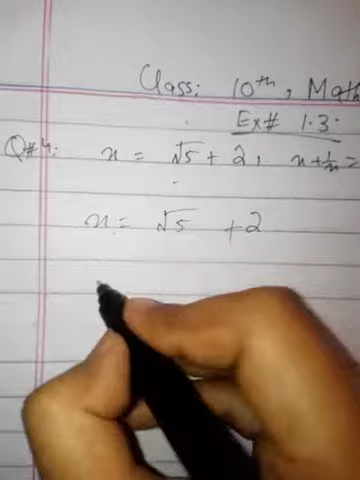 Class: 10th, Math
Ex# 1.3.
Q#4: x = √5 + 2, x + 1/x =
x = √5 + 2